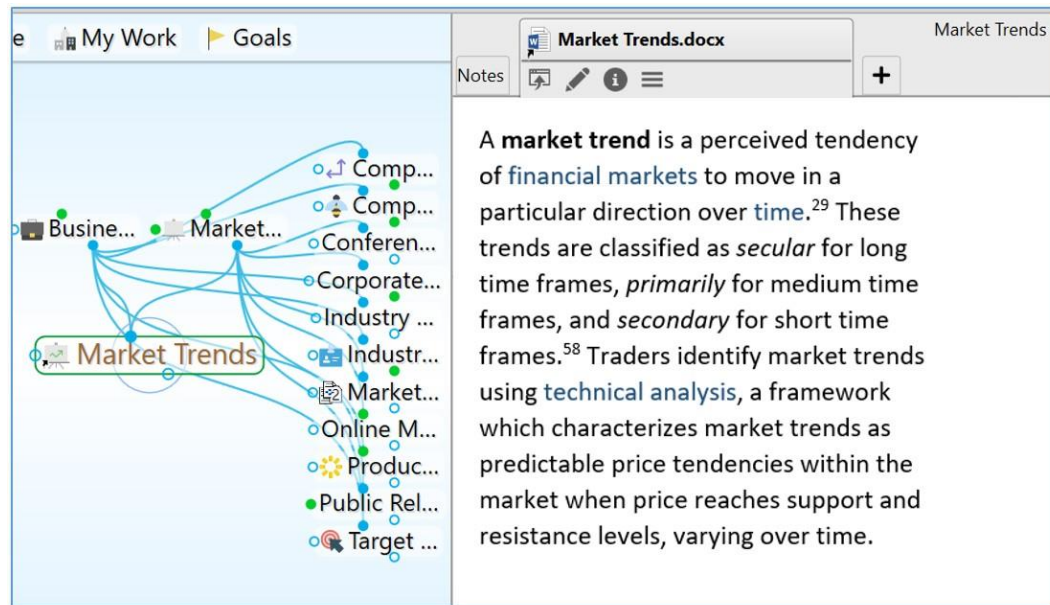 e My Work Goals
Busine... Market...
Market Trends
Comp...
Comp...
Conferen...
Corporate...
Industry ...
Industr...
Market...
Online M...
Produc...
Public Rel...
Target ...
Market Trends.docx
Market Trends
Notes
+
A market trend is a perceived tendency
of financial markets to move in a
particular direction over time.²⁹ These
trends are classified as secular for long
time frames, primarily for medium time
frames, and secondary for short time
frames.⁵⁸ Traders identify market trends
using technical analysis, a framework
which characterizes market trends as
predictable price tendencies within the
market when price reaches support and
resistance levels, varying over time.